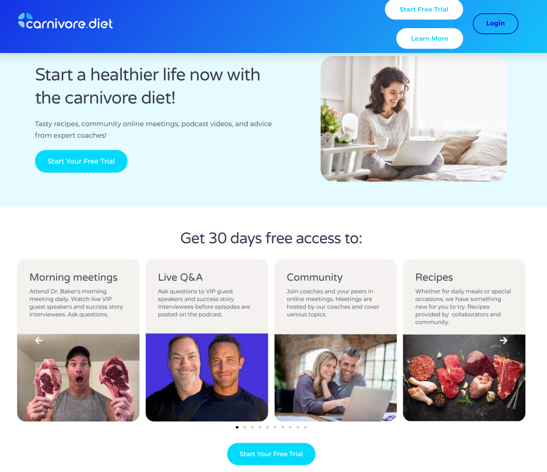 carnivore.diet
Start Free Trial
Learn More
Login
Start a healthier life now with
the carnivore diet!
Tasty recipes, community online meetings, podcast videos, and advice
from expert coaches!
Start Your Free Trial
Get 30 days free access to:
Morning meetings
Attend Dr. Baker's morning
meeting daily. Watch live VIP
guest speakers and success story
interviewees. Ask questions.
Live Q&A
Ask questions to VIP guest
speakers and success story
interviewees before episodes are
posted on the podcast.
Community
Join coaches and your peers in
online meetings. Meetings are
hosted by our coaches and cover
various topics.
Recipes
Whether for daily meals or special
occasions, we have something
new for you to try. Recipes
provided by collaborators and
community.
Start Your Free Trial